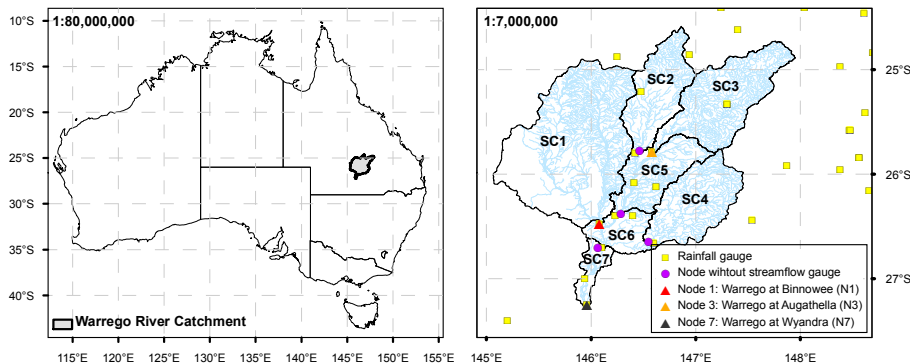 1:80,000,000
10°S
15°S
20°S
25°S
30°S
35°S
40°S
Warrego River Catchment
115°E 120°E 125°E 130°E 135°E 140°E 145°E 150°E 155°E
1:7,000,000
SC2
SC3
SC1
SC5
SC4
SC6
SC7
25°S
26°S
27°S
Rainfall gauge
Node wihtout streamflow gauge
Node 1: Warrego at Binnowee (N1)
Node 3: Warrego at Augathella (N3)
Node 7: Warrego at Wyandra (N7)
145°E 146°E 147°E 148°E